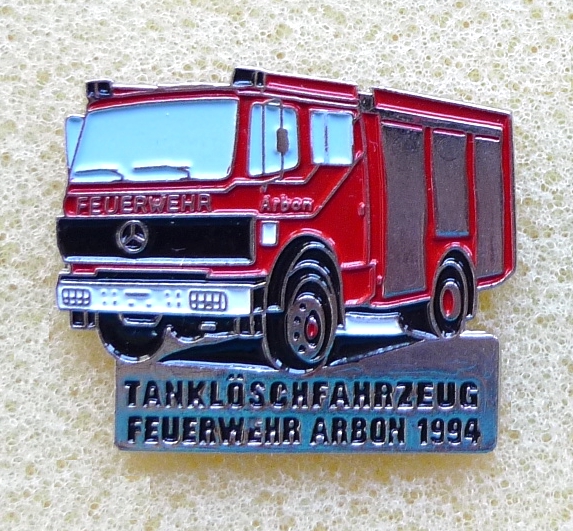 FEUERWEHR
Arbon
TANKLÖSCHFAHRZEUG
FEUERWEHR ARBON 1994